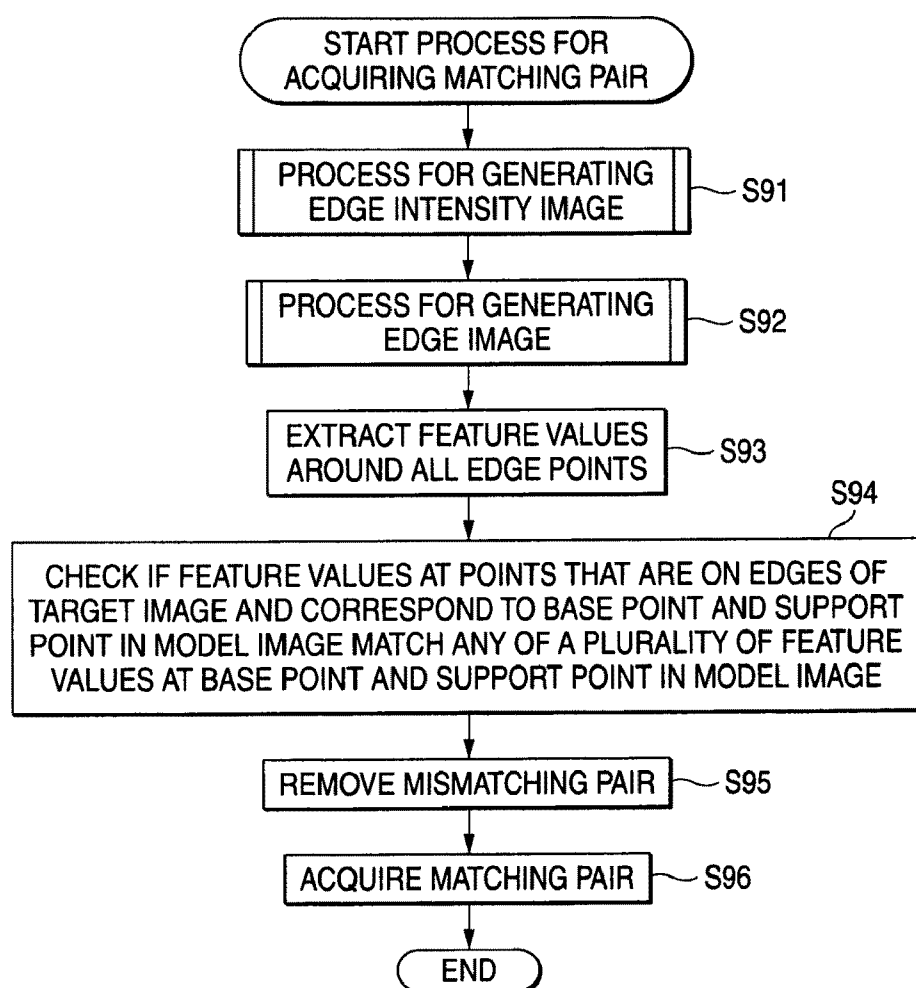 START PROCESS FOR
ACQUIRING MATCHING PAIR
PROCESS FOR GENERATING
EDGE INTENSITY IMAGE
S91
PROCESS FOR GENERATING
EDGE IMAGE
S92
EXTRACT FEATURE VALUES
AROUND ALL EDGE POINTS
S93
S94
CHECK IF FEATURE VALUES AT POINTS THAT ARE ON EDGES OF
TARGET IMAGE AND CORRESPOND TO BASE POINT AND SUPPORT
POINT IN MODEL IMAGE MATCH ANY OF A PLURALITY OF FEATURE
VALUES AT BASE POINT AND SUPPORT POINT IN MODEL IMAGE
REMOVE MISMATCHING PAIR
S95
ACQUIRE MATCHING PAIR
S96
END